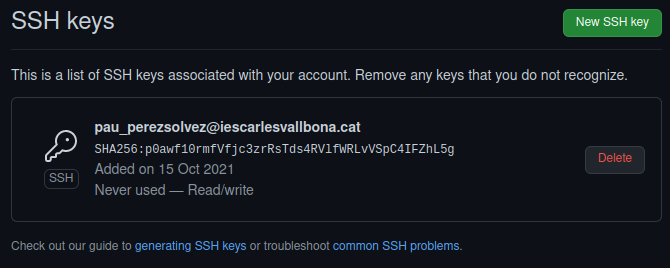 SSH keys
New SSH key
This is a list of SSH keys associated with your account. Remove any keys that you do not recognize.
pau_perezsolvez@iescarlesvallbona.cat
SHA256:p0awf10rmfVfjc3zrRsTds4RVlfWRLvVSpC4IFZhL5g
Added on 15 Oct 2021
Never used — Read/write
SSH
Delete
Check out our guide to generating SSH keys or troubleshoot common SSH problems.